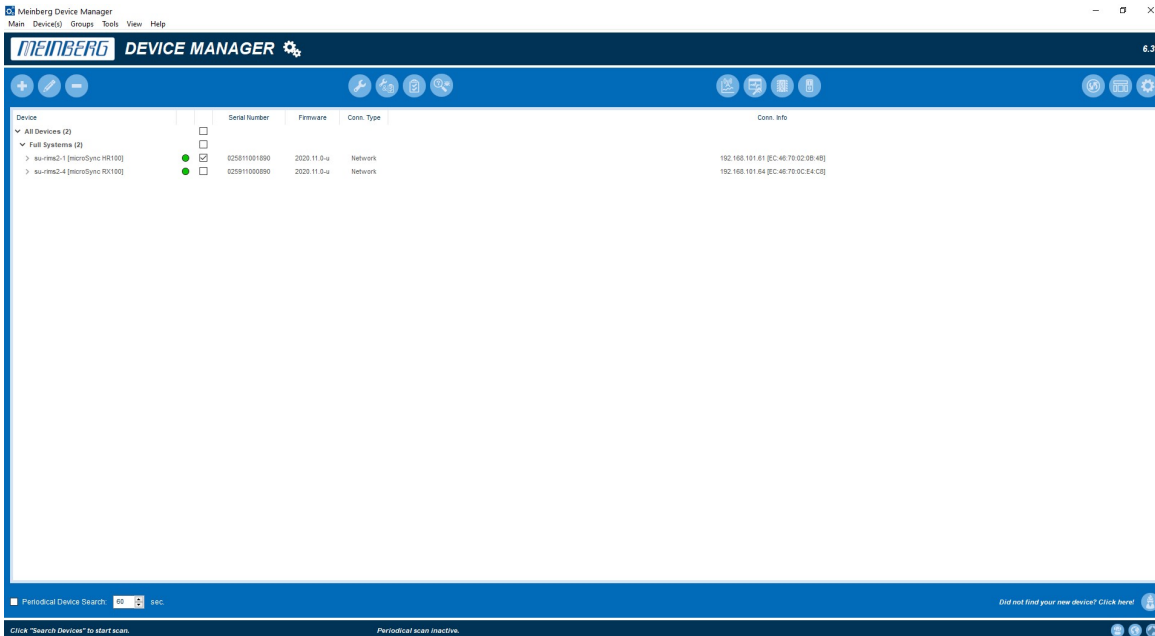 Meinberg Device Manager
Main Device(s) Groups Tools View Help
MEINBERG DEVICE MANAGER
6.3
Device Serial Number Firmware Conn. Type Conn. Info
All Devices (2)
Full Systems (2)
su-rims2-1 [microSync HR100] 025811001890 2020.11.0-u Network 192.168.101.61 [EC:46:70:02:0B:4B]
su-rims2-4 [microSync RX100] 025911000890 2020.11.0-u Network 192.168.101.64 [EC:46:70:0C:E4:C8]
Periodical Device Search: 60 sec.
Did not find your new device? Click here!
Click "Search Devices" to start scan. Periodical scan inactive.